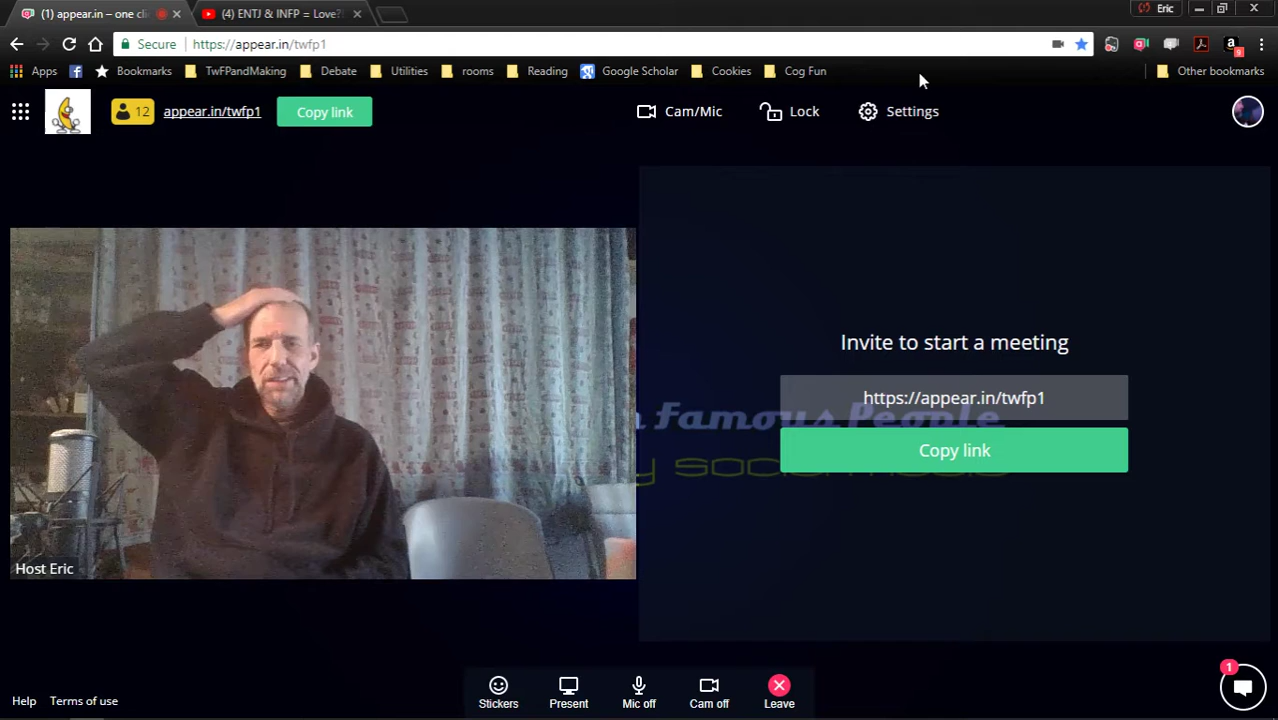 (1) appear.in – one cli
(4) ENTJ & INFP = Love?!
Eric
Secure
https://appear.in/twfp1
9
Apps
Bookmarks
TwFPandMaking
Debate
Utilities
rooms
Reading
Google Scholar
Cookies
Cog Fun
Other bookmarks
12
appear.in/twfp1
Copy link
Cam/Mic
Lock
Settings
Invite to start a meeting
https://appear.in/twfp1
Famous People
Copy link
Host Eric
Stickers
Present
Mic off
Cam off
Leave
Help
Terms of use
1